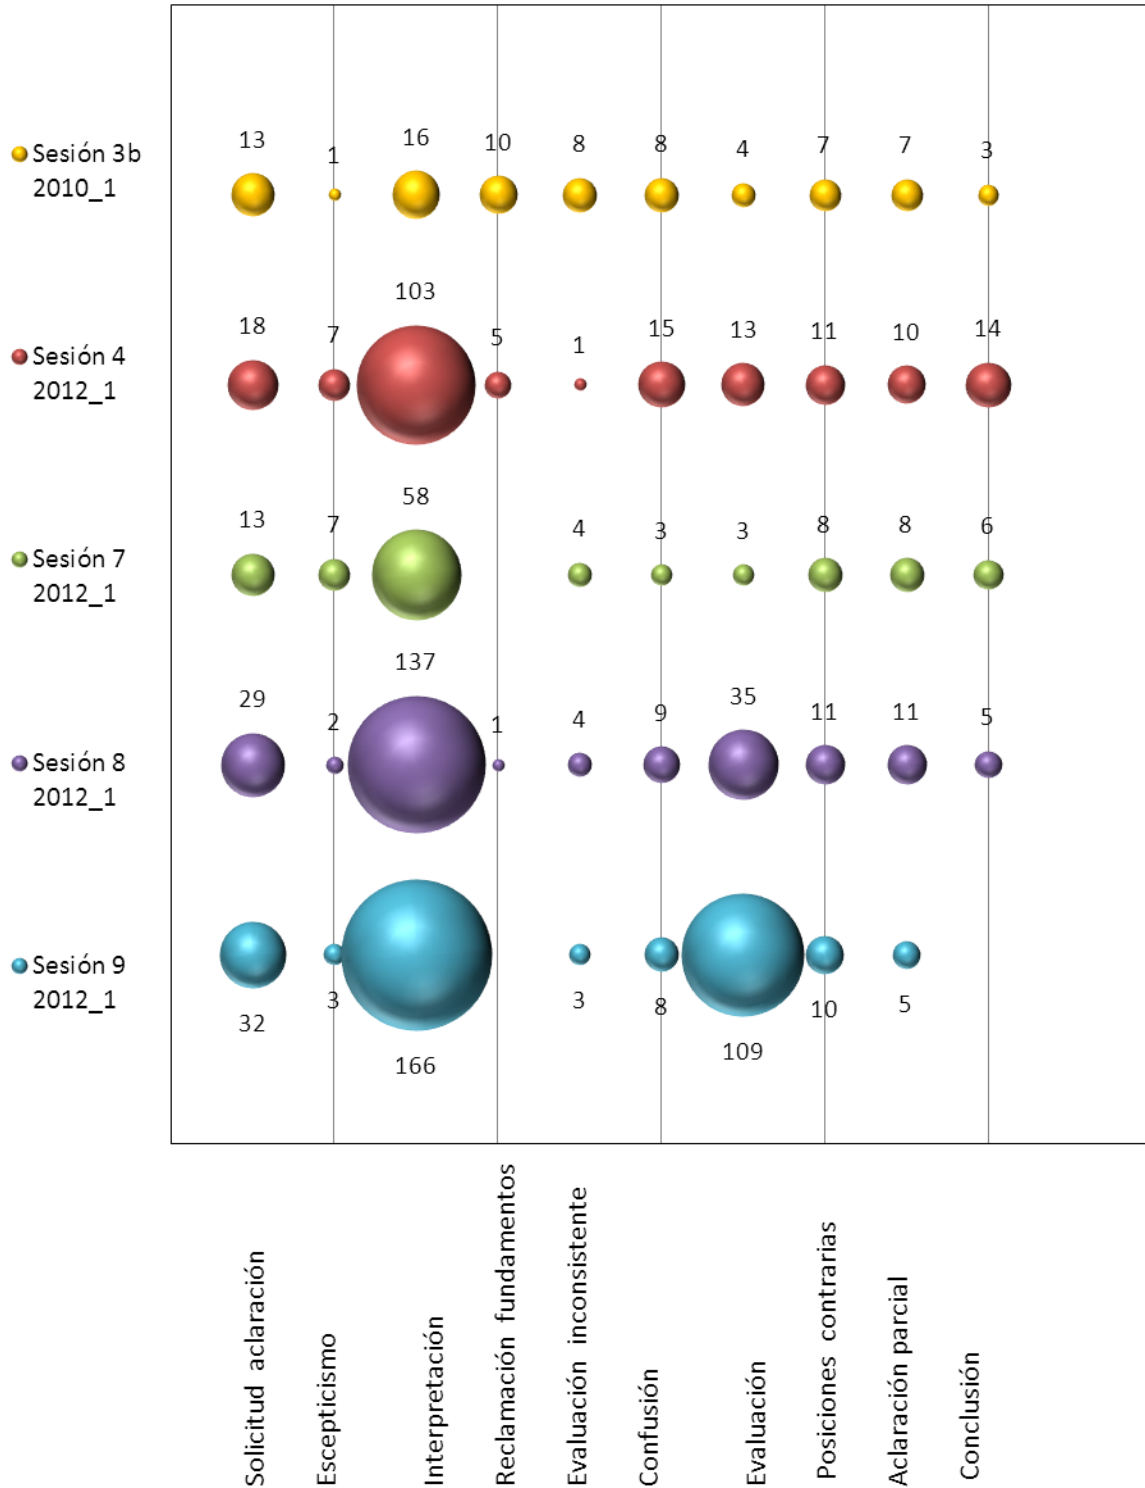 13 1 16 10 8 8 4 7 7 3
Sesión 3b
2010_1
103
18 7 5 1 15 13 11 10 14
Sesión 4
2012_1
58
13 7 4 3 3 8 8 6
Sesión 7
2012_1
137
29 2 1 4 9 35 11 11 5
Sesión 8
2012_1
Sesión 9
2012_1
32 3 166 3 8 109 10 5
Solicitud aclaración
Escepticismo
Interpretación
Reclamación fundamentos
Evaluación inconsistente
Confusión
Evaluación
Posiciones contrarias
Aclaración parcial
Conclusión